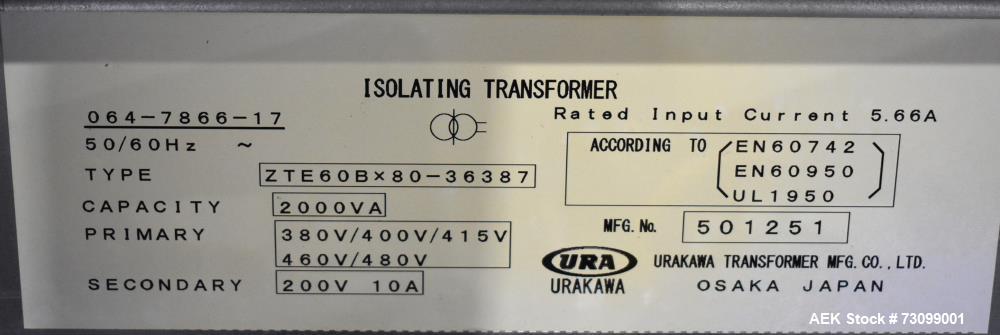 ISOLATING TRANSFORMER
064-7866-17
50/60Hz ~
TYPE ZTE60B×80-36387
CAPACITY 2000VA
PRIMARY 380V/400V/415V
460V/480V
SECONDARY 200V 10A
Rated Input Current 5.66A
ACCORDING TO EN60742
EN60950
UL1950
MFG. No. 501251
URA URAKAWA TRANSFORMER MFG. CO., LTD.
URAKAWA OSAKA JAPAN
AEK Stock #73099001